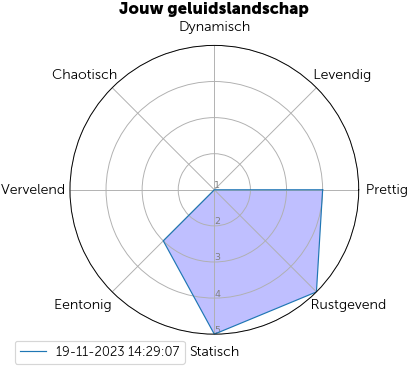 Jouw geluidslandschap
Dynamisch
Chaotisch
Levendig
1
Vervelend
Prettig
2
3
4
Eentonig
Rustgevend
5
19-11-2023 14:29:07
Statisch